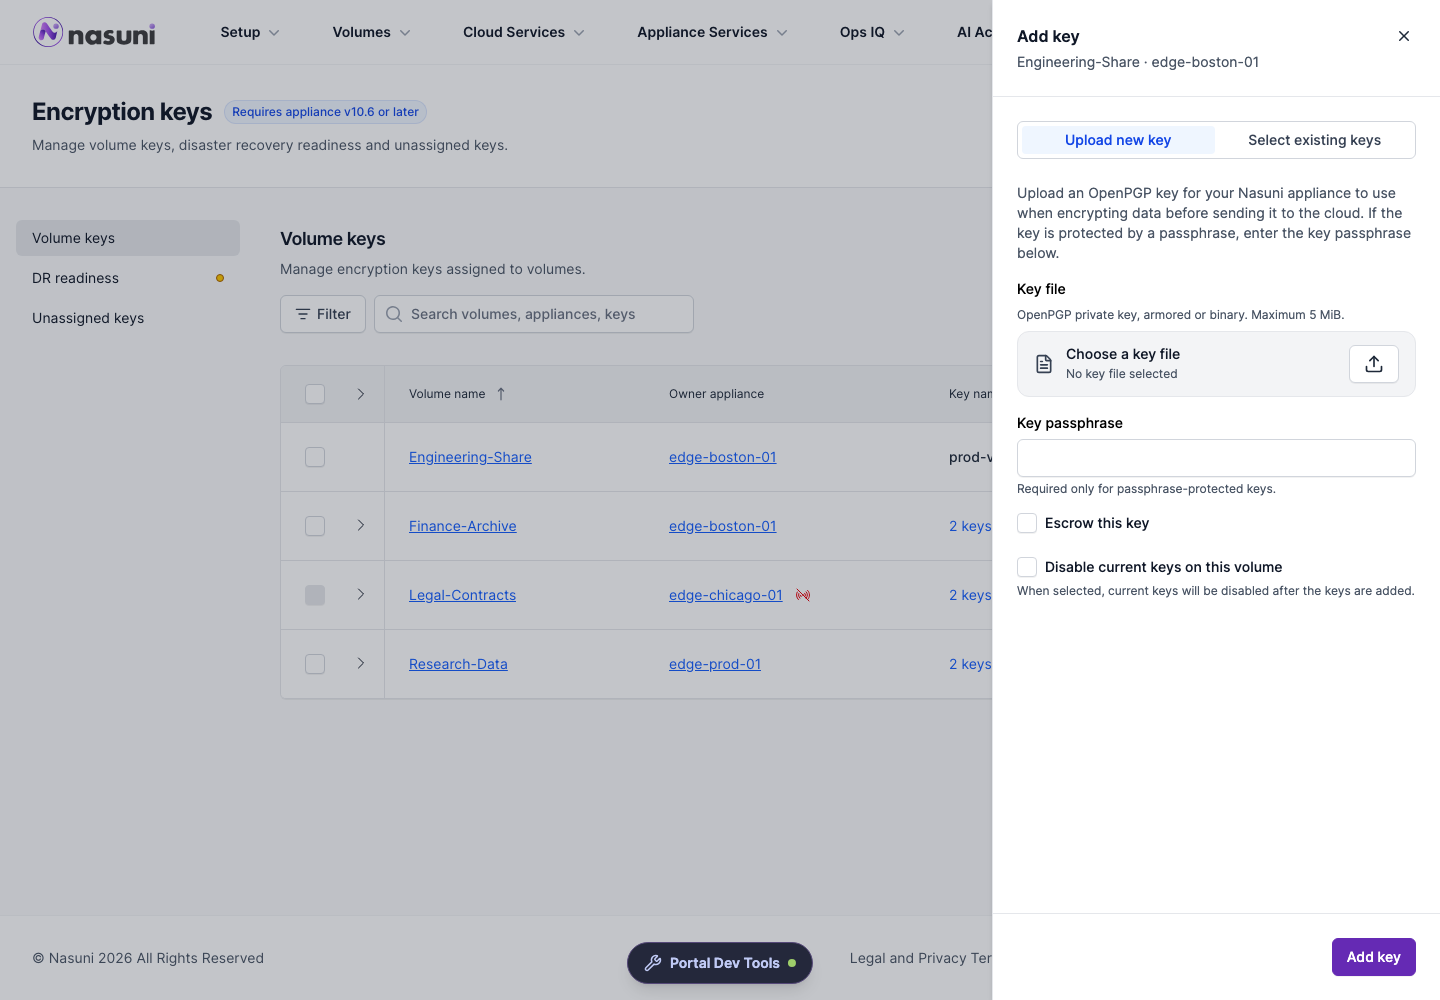 nasuni
Setup
Volumes
Cloud Services
Appliance Services
Ops IQ
AI Ac
Encryption keys
Requires appliance v10.6 or later
Manage volume keys, disaster recovery readiness and unassigned keys.
Volume keys
DR readiness
Unassigned keys
Volume keys
Manage encryption keys assigned to volumes.
Filter
Search volumes, appliances, keys
Volume name
Owner appliance
Key nam
Engineering-Share
edge-boston-01
prod-v
Finance-Archive
edge-boston-01
2 keys
Legal-Contracts
edge-chicago-01
2 keys
Research-Data
edge-prod-01
2 keys
© Nasuni 2026 All Rights Reserved
Portal Dev Tools
Legal and Privacy Ter
Add key
Engineering-Share · edge-boston-01
Upload new key
Select existing keys
Upload an OpenPGP key for your Nasuni appliance to use
when encrypting data before sending it to the cloud. If the
key is protected by a passphrase, enter the key passphrase
below.
Key file
OpenPGP private key, armored or binary. Maximum 5 MiB.
Choose a key file
No key file selected
Key passphrase
Required only for passphrase-protected keys.
Escrow this key
Disable current keys on this volume
When selected, current keys will be disabled after the keys are added.
Add key